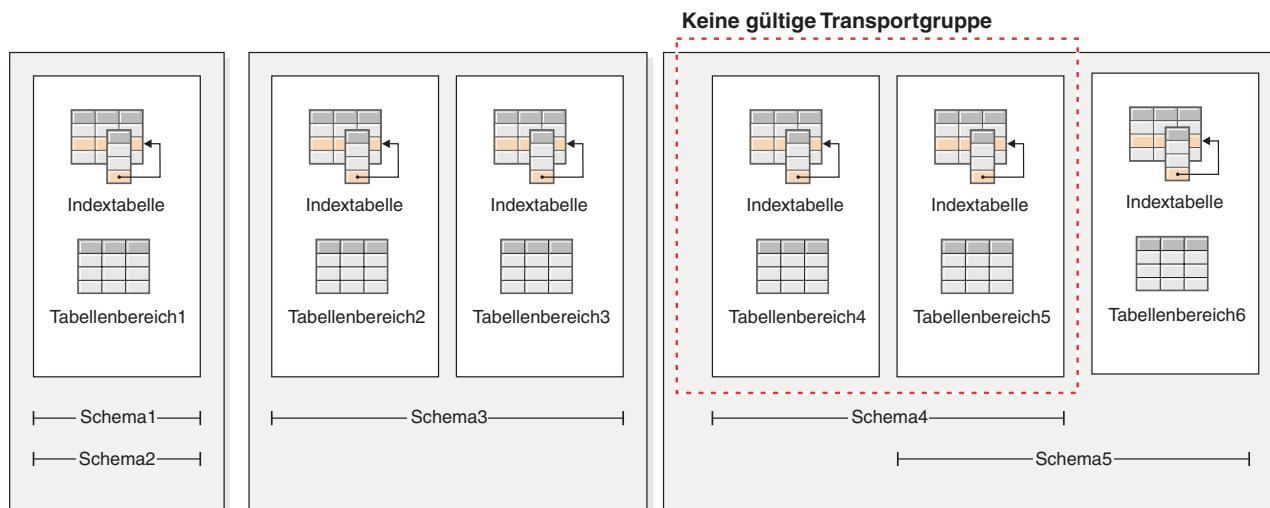 Keine gültige Transportgruppe
Indextabelle
Tabellenbereich1
Schema1
Schema2
Indextabelle
Tabellenbereich2
Indextabelle
Tabellenbereich3
Schema3
Indextabelle
Tabellenbereich4
Indextabelle
Tabellenbereich5
Indextabelle
Tabellenbereich6
Schema4
Schema5